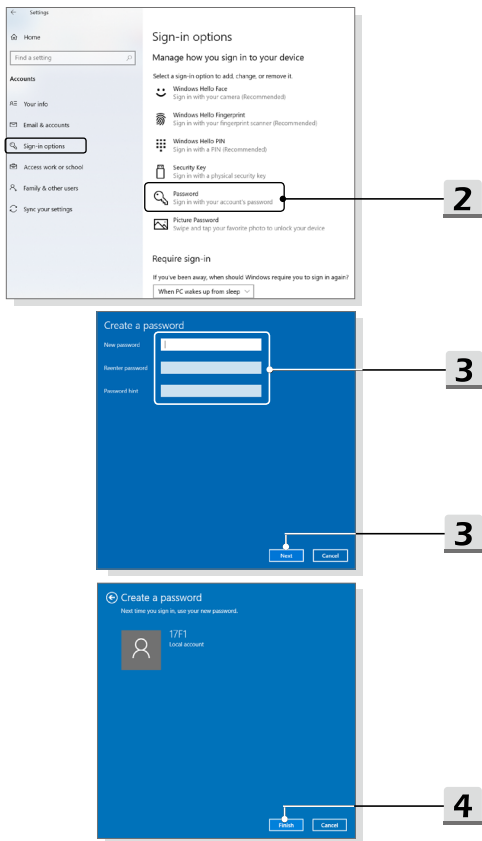 Settings
Home
Find a setting
Accounts
Your info
Email & accounts
Sign-in options
Access work or school
Family & other users
Sync your settings
Sign-in options
Manage how you sign in to your device
Select a sign-in option to add, change, or remove it.
Windows Hello Face
Sign in with your camera (Recommended)
Windows Hello Fingerprint
Sign in with your fingerprint scanner (Recommended)
Windows Hello PIN
Sign in with a PIN (Recommended)
Security Key
Sign in with a physical security key
Password
Sign in with your account's password
Picture Password
Swipe and tap your favorite photo to unlock your device
Require sign-in
If you've been away, when should Windows require you to sign in again?
When PC wakes up from sleep
2
Create a password
New password
Reenter password
Password hint
3
Next
Cancel
3
Create a password
Next time you sign in, use your new password.
17F1
Local account
Finish
Cancel
4